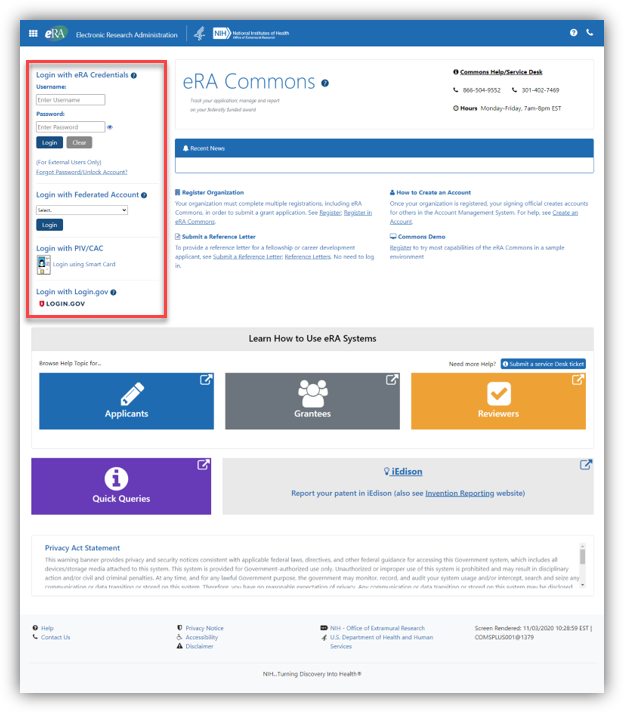 eRA Electronic Research Administration NIH National Institutes of Health
Office of Extramural Research
Login with eRA Credentials
Username:
Enter Username
Password:
Enter Password
Login Clear
(For External Users Only)
Forgot Password/Unlock Account?
Login with Federated Account
Select..
Login
Login with PIV/CAC
Login using Smart Card
Login with Login.gov
LOGIN.GOV
eRA Commons
Track your application; manage and report
on your federally funded award
Commons Help/Service Desk
866-504-9552 301-402-7469
Hours Monday-Friday, 7am-8pm EST
Recent News
Register Organization
Your organization must complete multiple registrations, including eRA
Commons, in order to submit a grant application. See Register; Register in
eRA Commons.
Submit a Reference Letter
To provide a reference letter for a fellowship or career development
applicant, see Submit a Reference Letter; Reference Letters. No need to log
in.
How to Create an Account
Once your organization is registered, your signing official creates accounts
for others in the Account Management System. For help, see Create an
Account.
Commons Demo
Register to try most capabilities of the eRA Commons in a sample
environment
Learn How to Use eRA Systems
Browse Help Topic for...
Need more Help? Submit a service Desk ticket
Applicants
Grantees
Reviewers
Quick Queries
iEdison
Report your patent in iEdison (also see Invention Reporting website)
Privacy Act Statement
This warning banner provides privacy and security notices consistent with applicable federal laws, directives, and other federal guidance for accessing this Government system, which includes all
devices/storage media attached to this system. This system is provided for Government-authorized use only. Unauthorized or improper use of this system is prohibited and may result in disciplinary
action and/or civil and criminal penalties. At any time, and for any lawful Government purpose, the government may monitor, record, and audit your system usage and/or intercept, search and seize any
communication or data transiting or stored on this system. Therefore, you have no reasonable expectation of privacy. Any communication or data transiting or stored on this system may be disclosed
Help
Contact Us
Privacy Notice
Accessibility
Disclaimer
NIH - Office of Extramural Research
U.S. Department of Health and Human
Services
Screen Rendered: 11/03/2020 10:28:59 EST |
COMSPLUS001@1379
NIH...Turning Discovery Into Health®